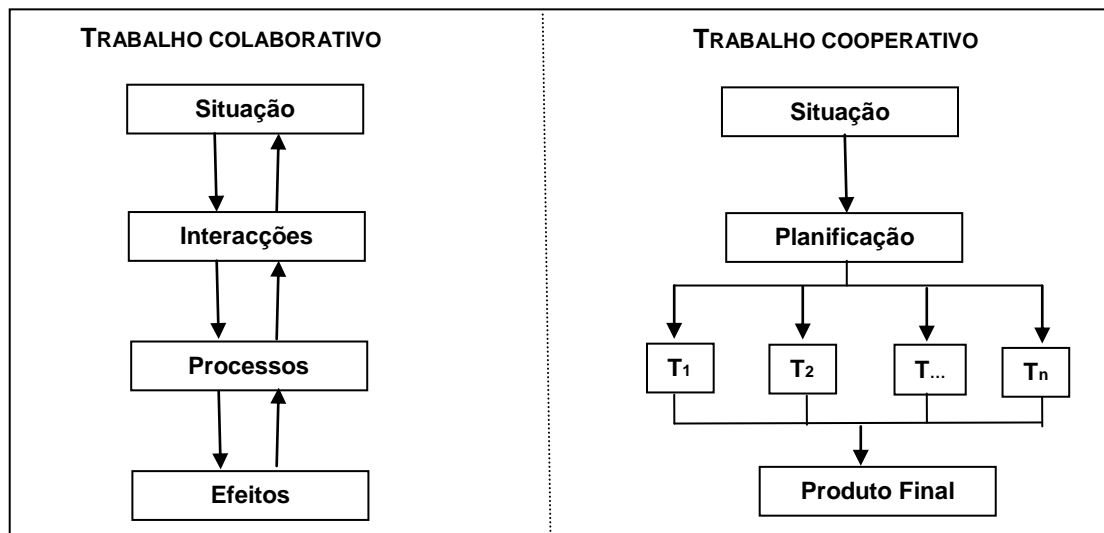 TRABALHO COLABORATIVO
Situação
Interacções
Processos
Efeitos
TRABALHO COOPERATIVO
Situação
Planificação
T1 T2 T... Tn
Produto Final